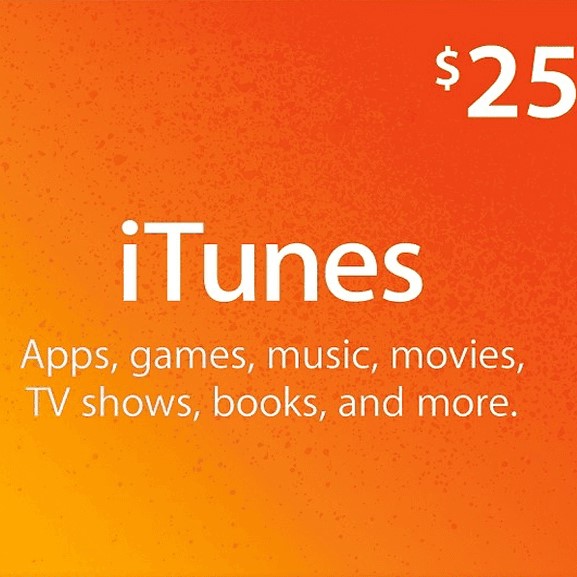 $25
iTunes
Apps, games, music, movies,
TV shows, books, and more.